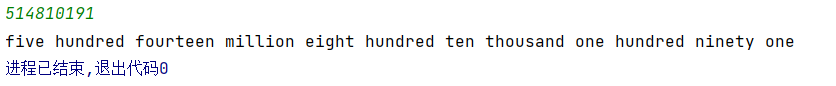 514810191
five hundred fourteen million eight hundred ten thousand one hundred ninety one
进程已结束,退出代码0